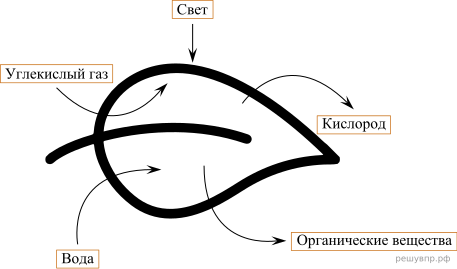 Свет
Углекислый газ
Кислород
Вода
Органические вещества
решувпр.рф